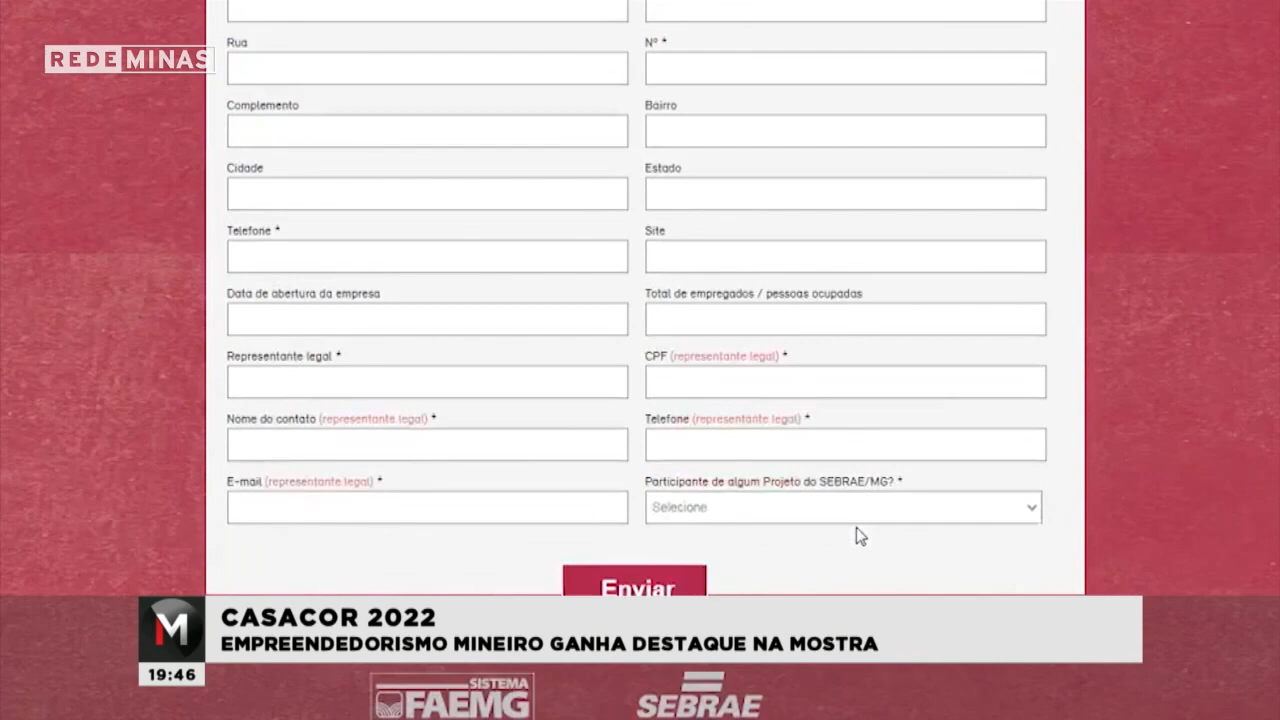 REDE MINAS
Rua
Nº *
Complemento
Bairro
Cidade
Estado
Telefone *
Site
Data de abertura da empresa
Total de empregados / pessoas ocupadas
Representante legal *
CPF (representante legal) *
Nome do contato (representante legal) *
Telefone (representante legal) *
E-mail (representante legal) *
Participante de algum Projeto do SEBRAE/MG? *
Selecione
Enviar
M
CASACOR 2022
EMPREENDEDORISMO MINEIRO GANHA DESTAQUE NA MOSTRA
19:46
SISTEMA
FAEMG
SEBRAE